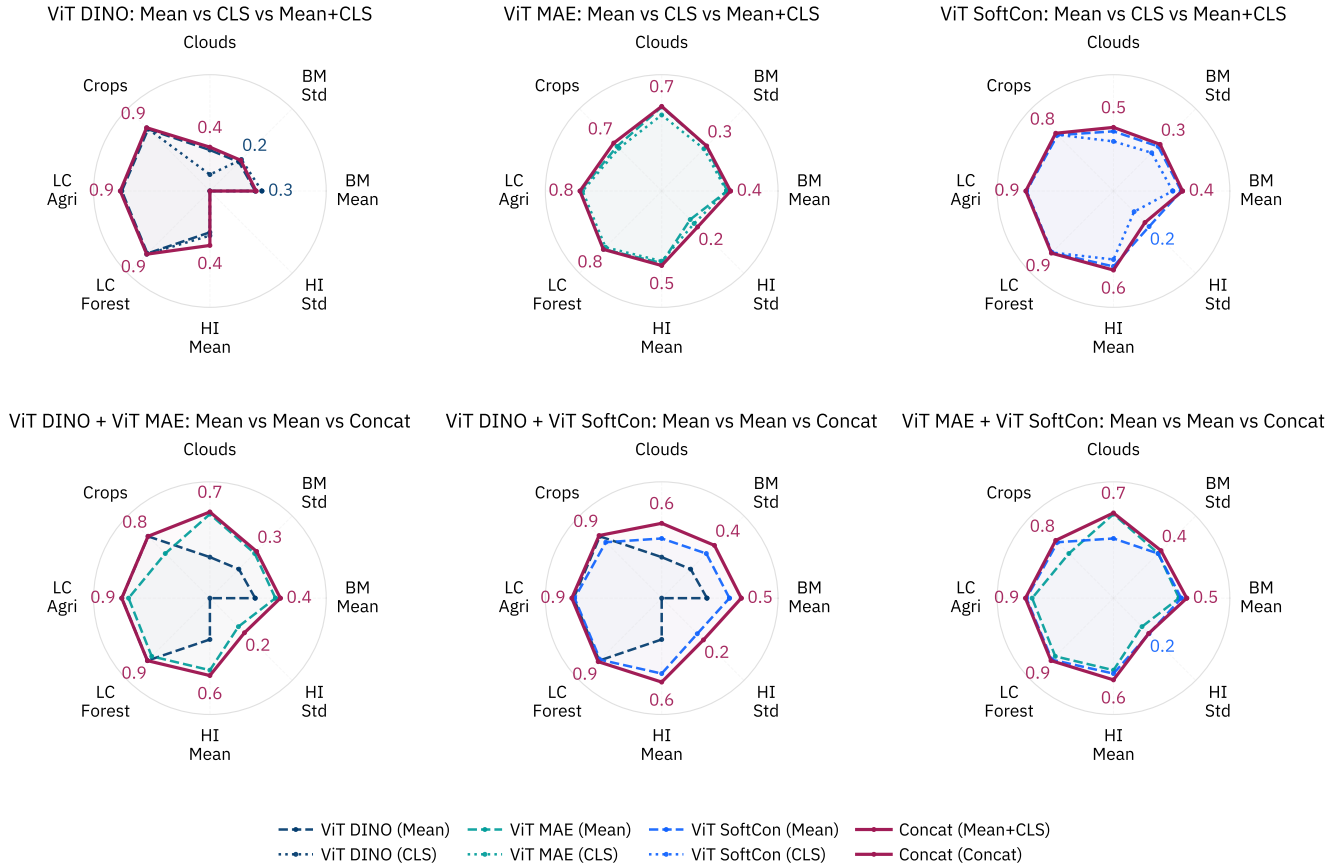 ViT DINO: Mean vs CLS vs Mean+CLS
Clouds
BM
Std
Crops
0.9
0.4
0.2
LC
Agri
0.9
0.3
BM
Mean
0.9
0.4
LC
Forest
HI
Std
HI
Mean
ViT MAE: Mean vs CLS vs Mean+CLS
Clouds
BM
Std
Crops
0.7
0.7
0.3
LC
Agri
0.8
0.4
BM
Mean
0.2
0.8
0.5
LC
Forest
HI
Std
HI
Mean
ViT SoftCon: Mean vs CLS vs Mean+CLS
Clouds
BM
Std
Crops
0.5
0.8
0.3
LC
Agri
0.9
0.4
BM
Mean
0.2
0.9
0.6
LC
Forest
HI
Std
HI
Mean
ViT DINO + ViT MAE: Mean vs Mean vs Concat
Clouds
BM
Std
Crops
0.7
0.8
0.3
LC
Agri
0.9
0.4
BM
Mean
0.2
0.9
0.6
LC
Forest
HI
Std
HI
Mean
ViT DINO + ViT SoftCon: Mean vs Mean vs Concat
Clouds
BM
Std
Crops
0.6
0.9
0.4
LC
Agri
0.9
0.5
BM
Mean
0.2
0.9
0.6
LC
Forest
HI
Std
HI
Mean
ViT MAE + ViT SoftCon: Mean vs Mean vs Concat
Clouds
BM
Std
Crops
0.7
0.8
0.4
LC
Agri
0.9
0.5
BM
Mean
0.2
0.9
0.6
LC
Forest
HI
Std
HI
Mean
ViT DINO (Mean)
ViT DINO (CLS)
ViT MAE (Mean)
ViT MAE (CLS)
ViT SoftCon (Mean)
ViT SoftCon (CLS)
Concat (Mean+CLS)
Concat (Concat)